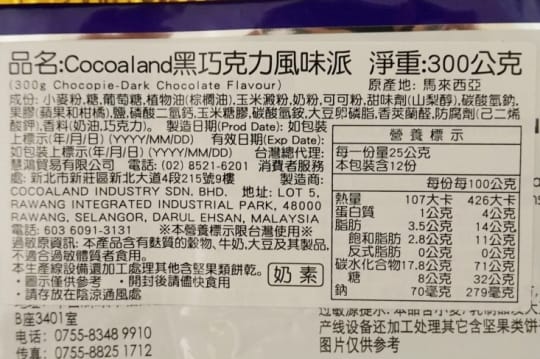 品名:Cocoaland黑巧克力風味派 淨重:300公克
(300g Chocopie-Dark Chocolate Flavour) 原產地: 馬來西亞
成份: 小麥粉,糖,葡萄糖,植物油(棕櫚油),玉米澱粉,奶粉,可可粉,甜味劑(山梨醇),碳酸氫鈉,
果膠(蘋果和柑橘),鹽,磷酸二氫鈣,玉米糖膠,碳酸氫銨,大豆卵磷脂,香莢蘭醛,防腐劑(己二烯
酸鉀),香料(奶油,巧克力)。 製造日期(Prod Date): 如包裝
上標示(年/月/日) (YYYY/MM/DD) 有效日期(Exp Date):
如包裝上標示(年/月/日) (YYYY/MM/DD) 台灣總代理:
慧鴻貿易有限公司 電話: (02) 8521-6201 消費者服務
處: 新北市新莊區新北大道4段215號9樓 製造商:
COCOALAND INDUSTRY SDN. BHD. 地址: LOT 5,
RAWANG INTEGRATED INDUSTRIAL PARK, 48000
RAWANG, SELANGOR, DARUL EHSAN, MALAYSIA
電話: 603 6091-3131 ※本營養標示限台灣使用※
過敏原資訊: 本產品含有麩質的穀物、牛奶,大豆及其製品,
不適合過敏體質者食用。
本生產線設備還加工處理其他含堅果類餅乾。
・圖示僅供參考 ・開封後請儘快食用
・請存放在陰涼通風處
奶 素
營 養 標 示
每一份量25公克
本包裝含12份
每份 每100公克
熱量 107大卡 426大卡
蛋白質 1公克 4公克
脂肪 3.5公克 14公克
飽和脂肪 2.8公克 11公克
反式脂肪 0公克 0公克
碳水化合物 17.8公克 71公克
糖 8公克 32公克
鈉 70毫克 279毫克
B座3401室
电话: 0755-8348 9910
传真: 0755-8825 1712
产线设备还加工处理其它含坚果类饼
图片仅供参考